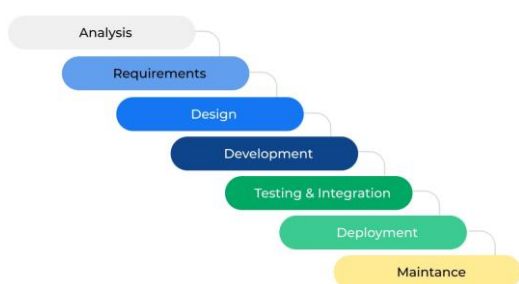 Analysis
Requirements
Design
Development
Testing & Integration
Deployment
Maintance